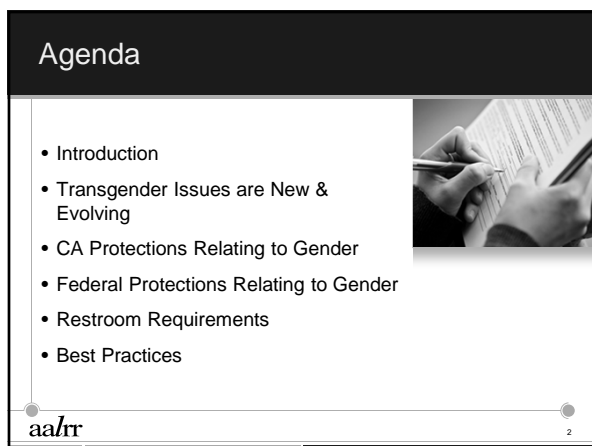 Agenda
• Introduction
• Transgender Issues are New &
Evolving
• CA Protections Relating to Gender
• Federal Protections Relating to Gender
• Restroom Requirements
• Best Practices
aalrr
2